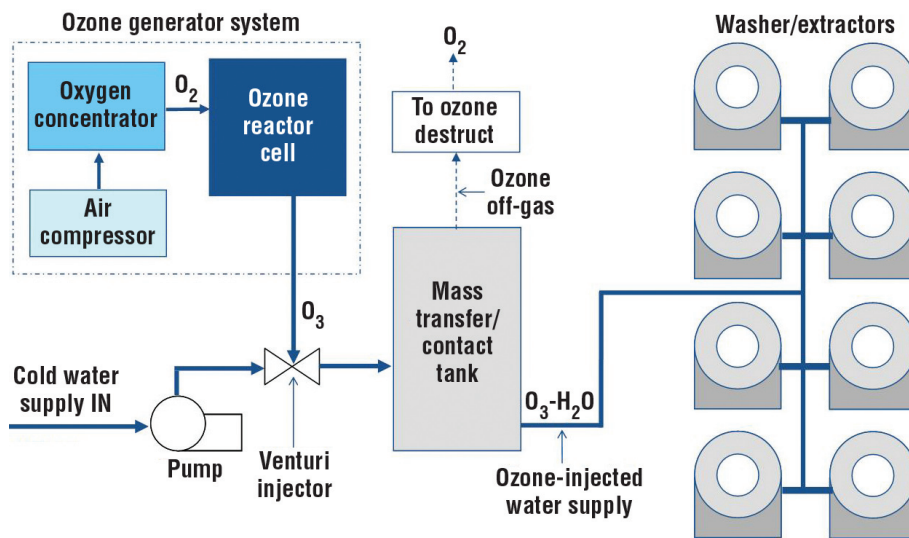 Ozone generator system
Oxygen
concentrator
O2
Ozone
reactor
cell
Air
compressor
O2
To ozone
destruct
Ozone
off-gas
Washer/extractors
O3
Mass
transfer/
contact
tank
Cold water
supply IN
Pump
Venturi
injector
O3-H2O
Ozone-injected
water supply